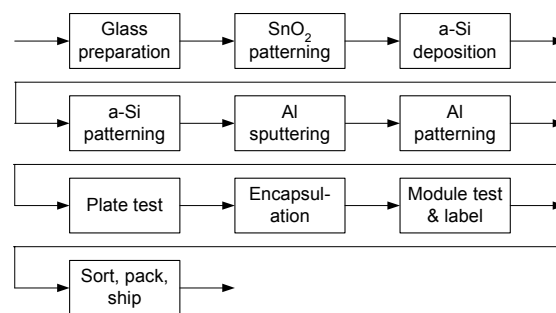 Glass
preparation
SnO₂
patterning
a-Si
deposition
a-Si
patterning
Al
sputtering
Al
patterning
Plate test
Encapsul-
ation
Module test
& label
Sort, pack,
ship